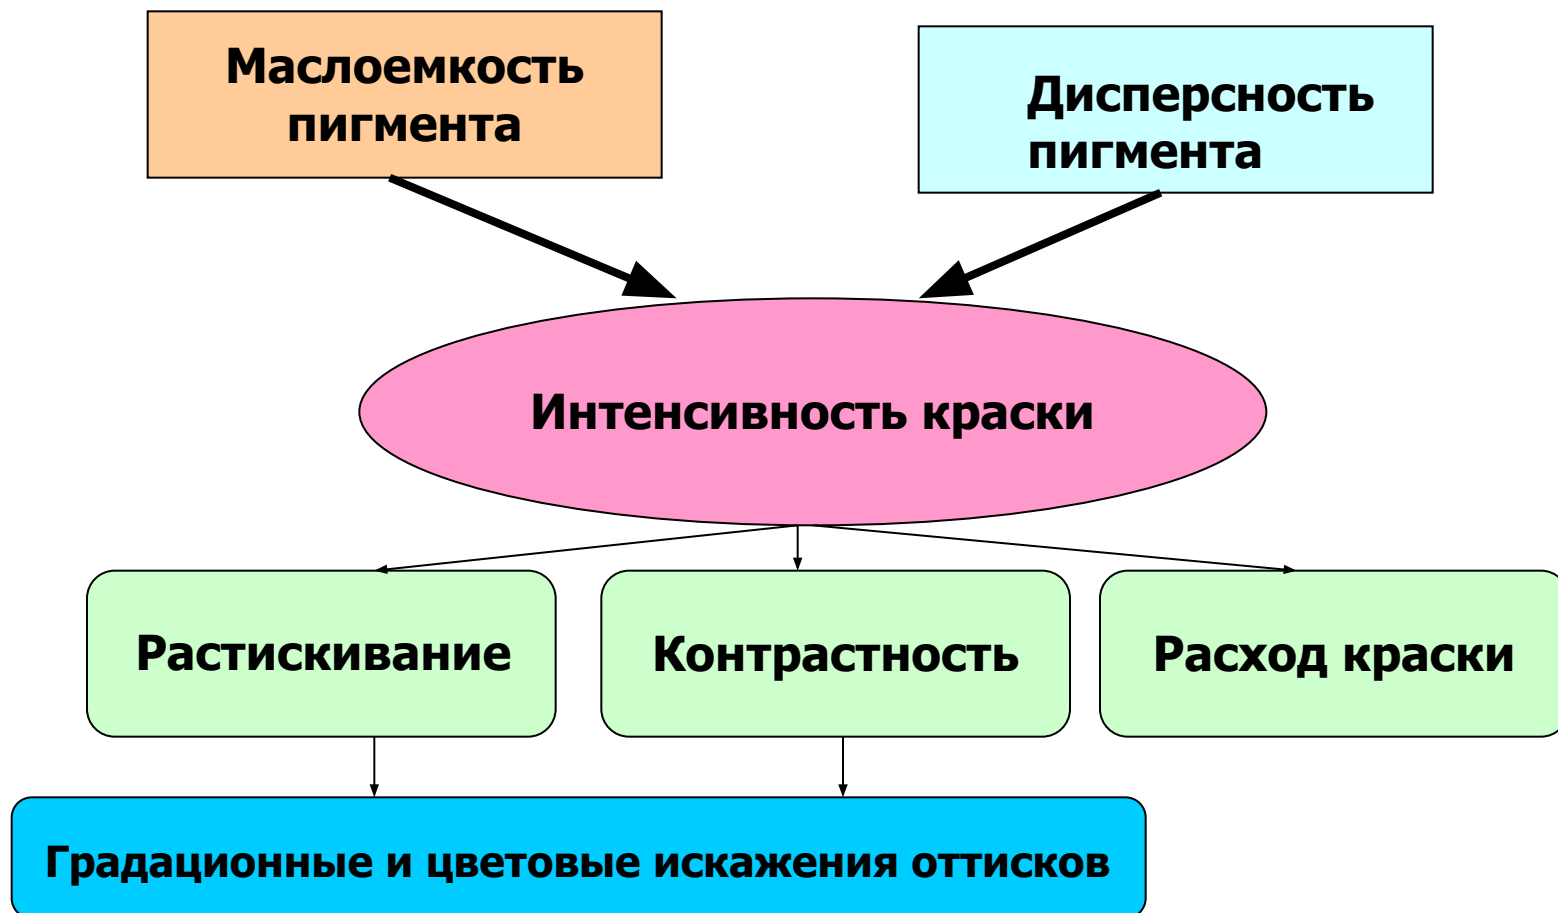 Маслоемкость
пигмента
Дисперсность
пигмента
Интенсивность краски
Растискивание
Контрастность
Расход краски
Градационные и цветовые искажения оттисков